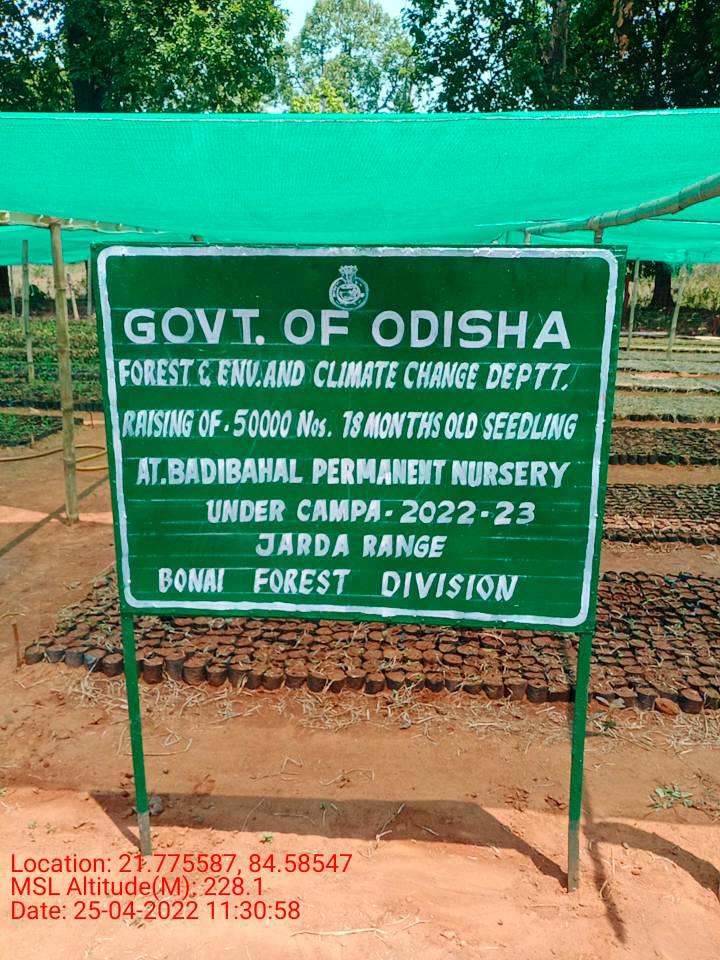 GOVT. OF ODISHA
FOREST & ENV.AND CLIMATE CHANGE DEPTT.
RAISING OF-50000 Nos. 18 MONTHS OLD SEEDLING
AT.BADIBAHAL PERMANENT NURSERY
UNDER CAMPA-2022-23
JARDA RANGE
BONAI FOREST DIVISION
Location: 21.775587, 84.58547
MSL Altitude(M): 228.1
Date: 25-04-2022 11:30:58